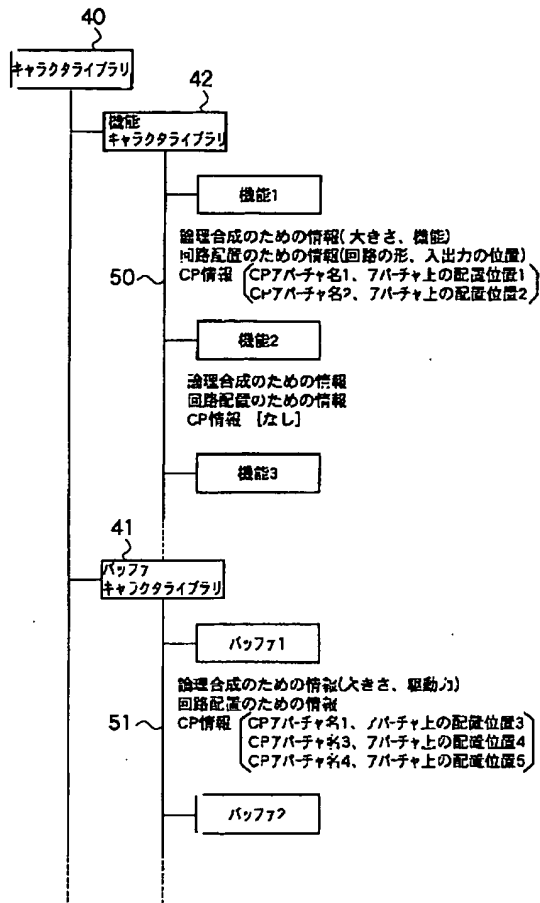 40
キャラクタライブラリ
42
機能
キャラクタライブラリ
機能1
論理合成のための情報(大きさ、機能)
回路配置のための情報(回路の形、入出力の位置)
50
CP情報 CPアパーチャ名1、アパーチャ上の配置位置1
CPアパーチャ名2、アパーチャ上の配置位置2
機能2
論理合成のための情報
回路配置のための情報
CP情報 [なし]
機能3
41
バッファ
キャラクタライブラリ
バッファ1
論理合成のための情報(大きさ、駆動力)
回路配置のための情報
51
CP情報 CPアパーチャ名1、アパーチャ上の配置位置3
CPアパーチャ名3、アパーチャ上の配置位置4
CPアパーチャ名4、アパーチャ上の配置位置5
バッファ2